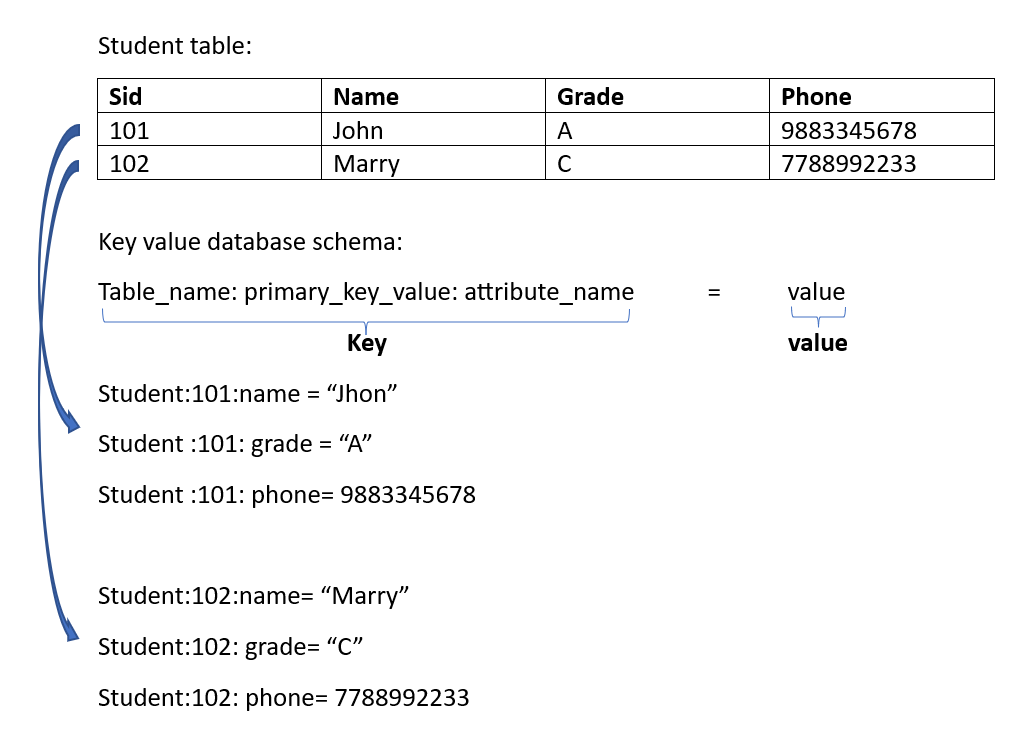 Student table:
Sid Name Grade Phone
101 John A 9883345678
102 Marry C 7788992233
Key value database schema:
Table_name: primary_key_value: attribute_name = value
Key value
Student:101:name = “Jhon”
Student :101: grade = “A”
Student :101: phone= 9883345678
Student:102:name= “Marry”
Student:102: grade= “C”
Student:102: phone= 7788992233